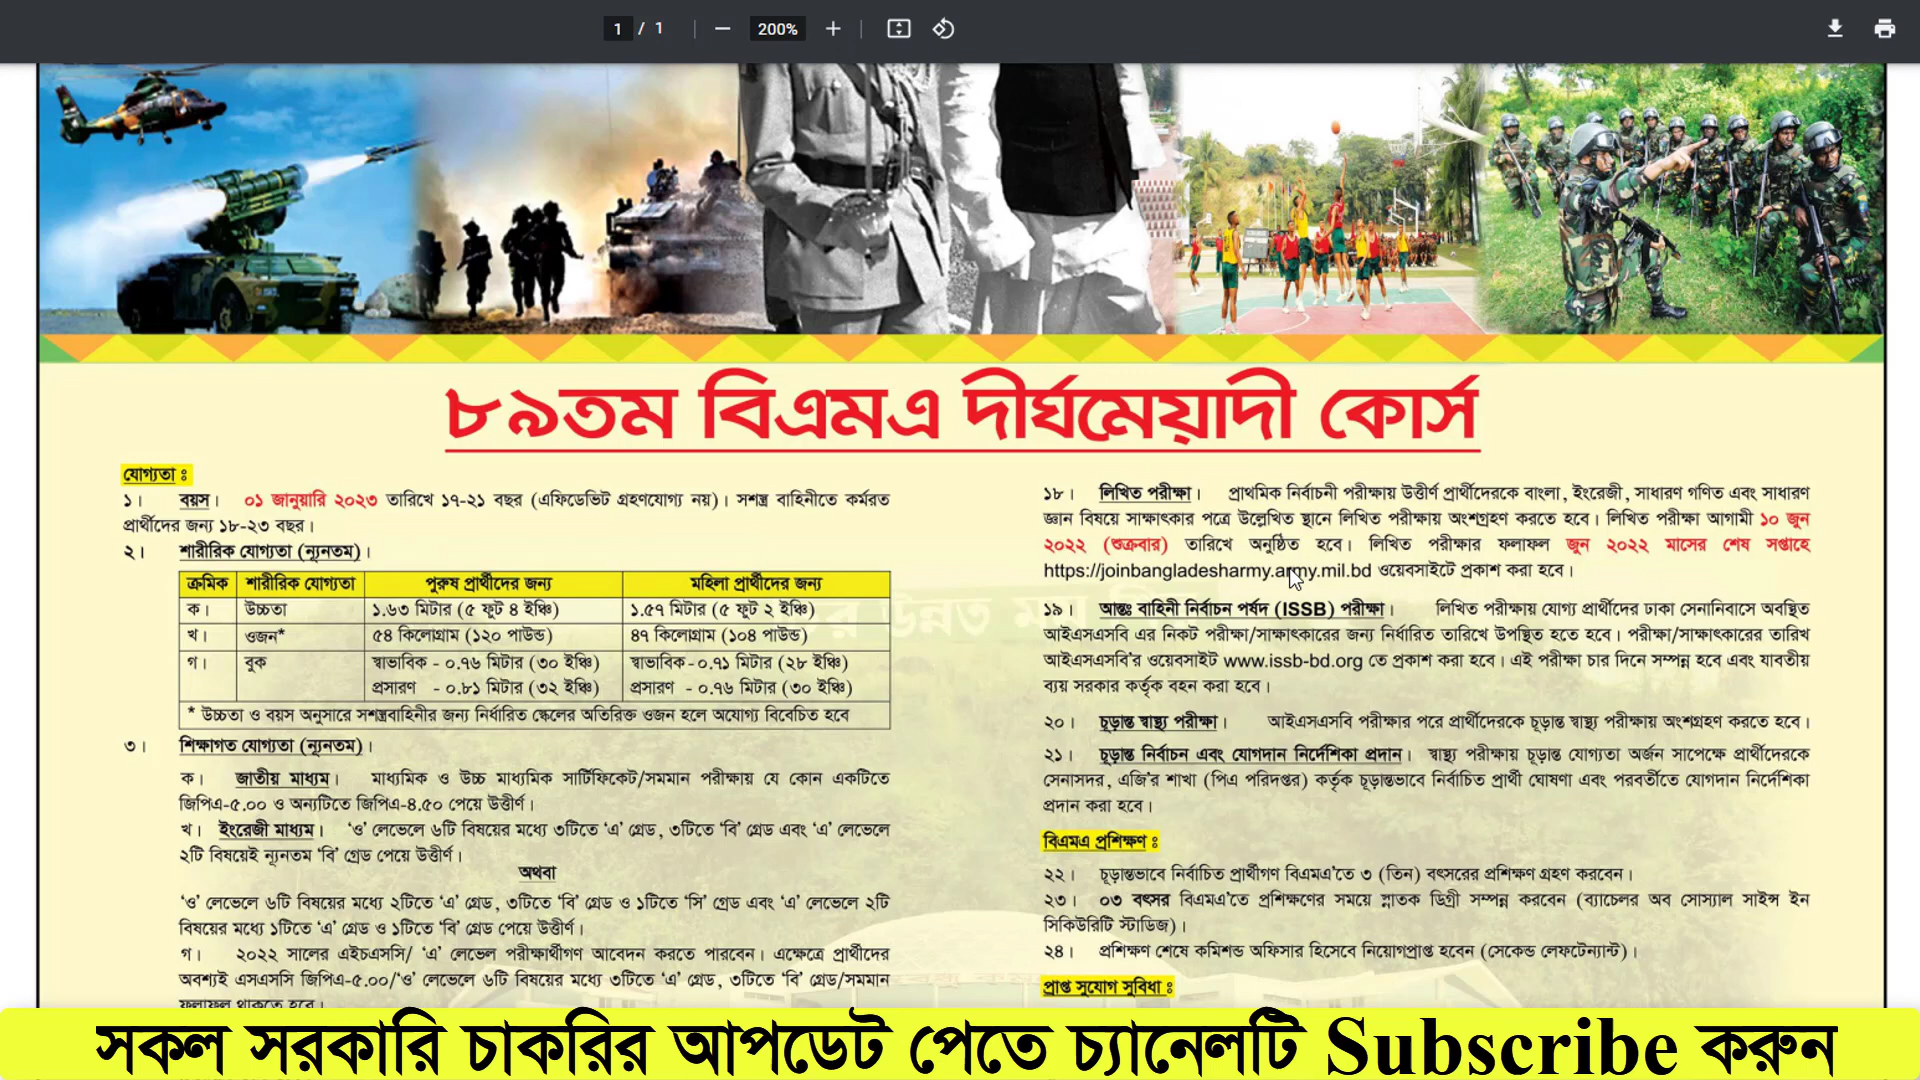 1 / 1 200%
৮৯তম বিএমএ দীর্ঘমেয়াদী কোর্স
যোগ্যতা ঃ
১। বয়স। ০১ জানুয়ারি ২০২৩ তারিখে ১৭-২১ বছর (এফিডেভিট গ্রহণযোগ্য নয়)। সশস্ত্র বাহিনীতে কর্মরত
প্রার্থীদের জন্য ১৮-২৩ বছর।
২। শারীরিক যোগ্যতা (ন্যূনতম)।
ক্রমিক শারীরিক যোগ্যতা পুরুষ প্রার্থীদের জন্য মহিলা প্রার্থীদের জন্য
ক। উচ্চতা ১.৬৩ মিটার (৫ ফুট ৪ ইঞ্চি) ১.৫৭ মিটার (৫ ফুট ২ ইঞ্চি)
খ। ওজন* ৫৪ কিলোগ্রাম (১২০ পাউন্ড) ৪৭ কিলোগ্রাম (১০৪ পাউন্ড)
গ। বুক স্বাভাবিক - ০.৭৬ মিটার (৩০ ইঞ্চি) স্বাভাবিক - ০.৭১ মিটার (২৮ ইঞ্চি)
প্রসারণ - ০.৮১ মিটার (৩২ ইঞ্চি) প্রসারণ - ০.৭৬ মিটার (৩০ ইঞ্চি)
* উচ্চতা ও বয়স অনুসারে সশস্ত্রবাহিনীর জন্য নির্ধারিত স্কেলের অতিরিক্ত ওজন হলে অযোগ্য বিবেচিত হবে
৩। শিক্ষাগত যোগ্যতা (ন্যূনতম)।
ক। জাতীয় মাধ্যম। মাধ্যমিক ও উচ্চ মাধ্যমিক সার্টিফিকেট/সমমান পরীক্ষায় যে কোন একটিতে
জিপিএ-৫.০০ ও অন্যটিতে জিপিএ-৪.৫০ পেয়ে উত্তীর্ণ।
খ। ইংরেজী মাধ্যম। ‘ও’ লেভেলে ৬টি বিষয়ের মধ্যে ৩টিতে ‘এ’ গ্রেড, ৩টিতে ‘বি’ গ্রেড এবং ‘এ’ লেভেলে
২টি বিষয়েই ন্যূনতম ‘বি’ গ্রেড পেয়ে উত্তীর্ণ।
অথবা
‘ও’ লেভেলে ৬টি বিষয়ের মধ্যে ২টিতে ‘এ’ গ্রেড, ৩টিতে ‘বি’ গ্রেড ও ১টিতে ‘সি’ গ্রেড এবং ‘এ’ লেভেলে ২টি
বিষয়ের মধ্যে ১টিতে ‘এ’ গ্রেড ও ১টিতে ‘বি’ গ্রেড পেয়ে উত্তীর্ণ।
গ। ২০২২ সালের এইচএসসি/ ‘এ’ লেভেল পরীক্ষার্থীগণ আবেদন করতে পারবেন। এক্ষেত্রে প্রার্থীদের
অবশ্যই এসএসসি জিপিএ-৫.০০/‘ও’ লেভেলে ৬টি বিষয়ের মধ্যে ৩টিতে ‘এ’ গ্রেড, ৩টিতে ‘বি’ গ্রেড/সমমান
ফলাফল থাকতে হবে।
১৮। লিখিত পরীক্ষা। প্রাথমিক নির্বাচনী পরীক্ষায় উত্তীর্ণ প্রার্থীদেরকে বাংলা, ইংরেজী, সাধারণ গণিত এবং সাধারণ
জ্ঞান বিষয়ে সাক্ষাৎকার পত্রে উল্লেখিত স্থানে লিখিত পরীক্ষায় অংশগ্রহণ করতে হবে। লিখিত পরীক্ষা আগামী ১০ জুন
২০২২ (শুক্রবার) তারিখে অনুষ্ঠিত হবে। লিখিত পরীক্ষার ফলাফল জুন ২০২২ মাসের শেষ সপ্তাহে
https://joinbangladesharmy.army.mil.bd ওয়েবসাইটে প্রকাশ করা হবে।
১৯। আন্তঃ বাহিনী নির্বাচন পর্ষদ (ISSB) পরীক্ষা। লিখিত পরীক্ষায় যোগ্য প্রার্থীদের ঢাকা সেনানিবাসে অবস্থিত
আইএসএসবি এর নিকট পরীক্ষা/সাক্ষাৎকারের জন্য নির্ধারিত তারিখে উপস্থিত হতে হবে। পরীক্ষা/সাক্ষাৎকারের তারিখ
আইএসএসবি’র ওয়েবসাইট www.issb-bd.org তে প্রকাশ করা হবে। এই পরীক্ষা চার দিনে সম্পন্ন হবে এবং যাবতীয়
ব্যয় সরকার কর্তৃক বহন করা হবে।
২০। চূড়ান্ত স্বাস্থ্য পরীক্ষা। আইএসএসবি পরীক্ষার পরে প্রার্থীদেরকে চূড়ান্ত স্বাস্থ্য পরীক্ষায় অংশগ্রহণ করতে হবে।
২১। চূড়ান্ত নির্বাচন এবং যোগদান নির্দেশিকা প্রদান। স্বাস্থ্য পরীক্ষায় চূড়ান্ত যোগ্যতা অর্জন সাপেক্ষে প্রার্থীদেরকে
সেনাসদর, এজি’র শাখা (পিএ পরিদপ্তর) কর্তৃক চূড়ান্তভাবে নির্বাচিত প্রার্থী ঘোষণা এবং পরবর্তীতে যোগদান নির্দেশিকা
প্রদান করা হবে।
বিএমএ প্রশিক্ষণ ঃ
২২। চূড়ান্তভাবে নির্বাচিত প্রার্থীগণ বিএমএ’তে ৩ (তিন) বৎসরের প্রশিক্ষণ গ্রহণ করবেন।
২৩। ০৩ বৎসর বিএমএ’তে প্রশিক্ষণের সময়ে স্নাতক ডিগ্রী সম্পন্ন করবেন (ব্যাচেলর অব সোস্যাল সাইন্স ইন
সিকিউরিটি স্টাডিজ)।
২৪। প্রশিক্ষণ শেষে কমিশন্ড অফিসার হিসেবে নিয়োগপ্রাপ্ত হবেন (সেকেন্ড লেফটেন্যান্ট)।
প্রাপ্ত সুযোগ সুবিধা ঃ
সকল সরকারি চাকরির আপডেট পেতে চ্যানেলটি Subscribe করুন